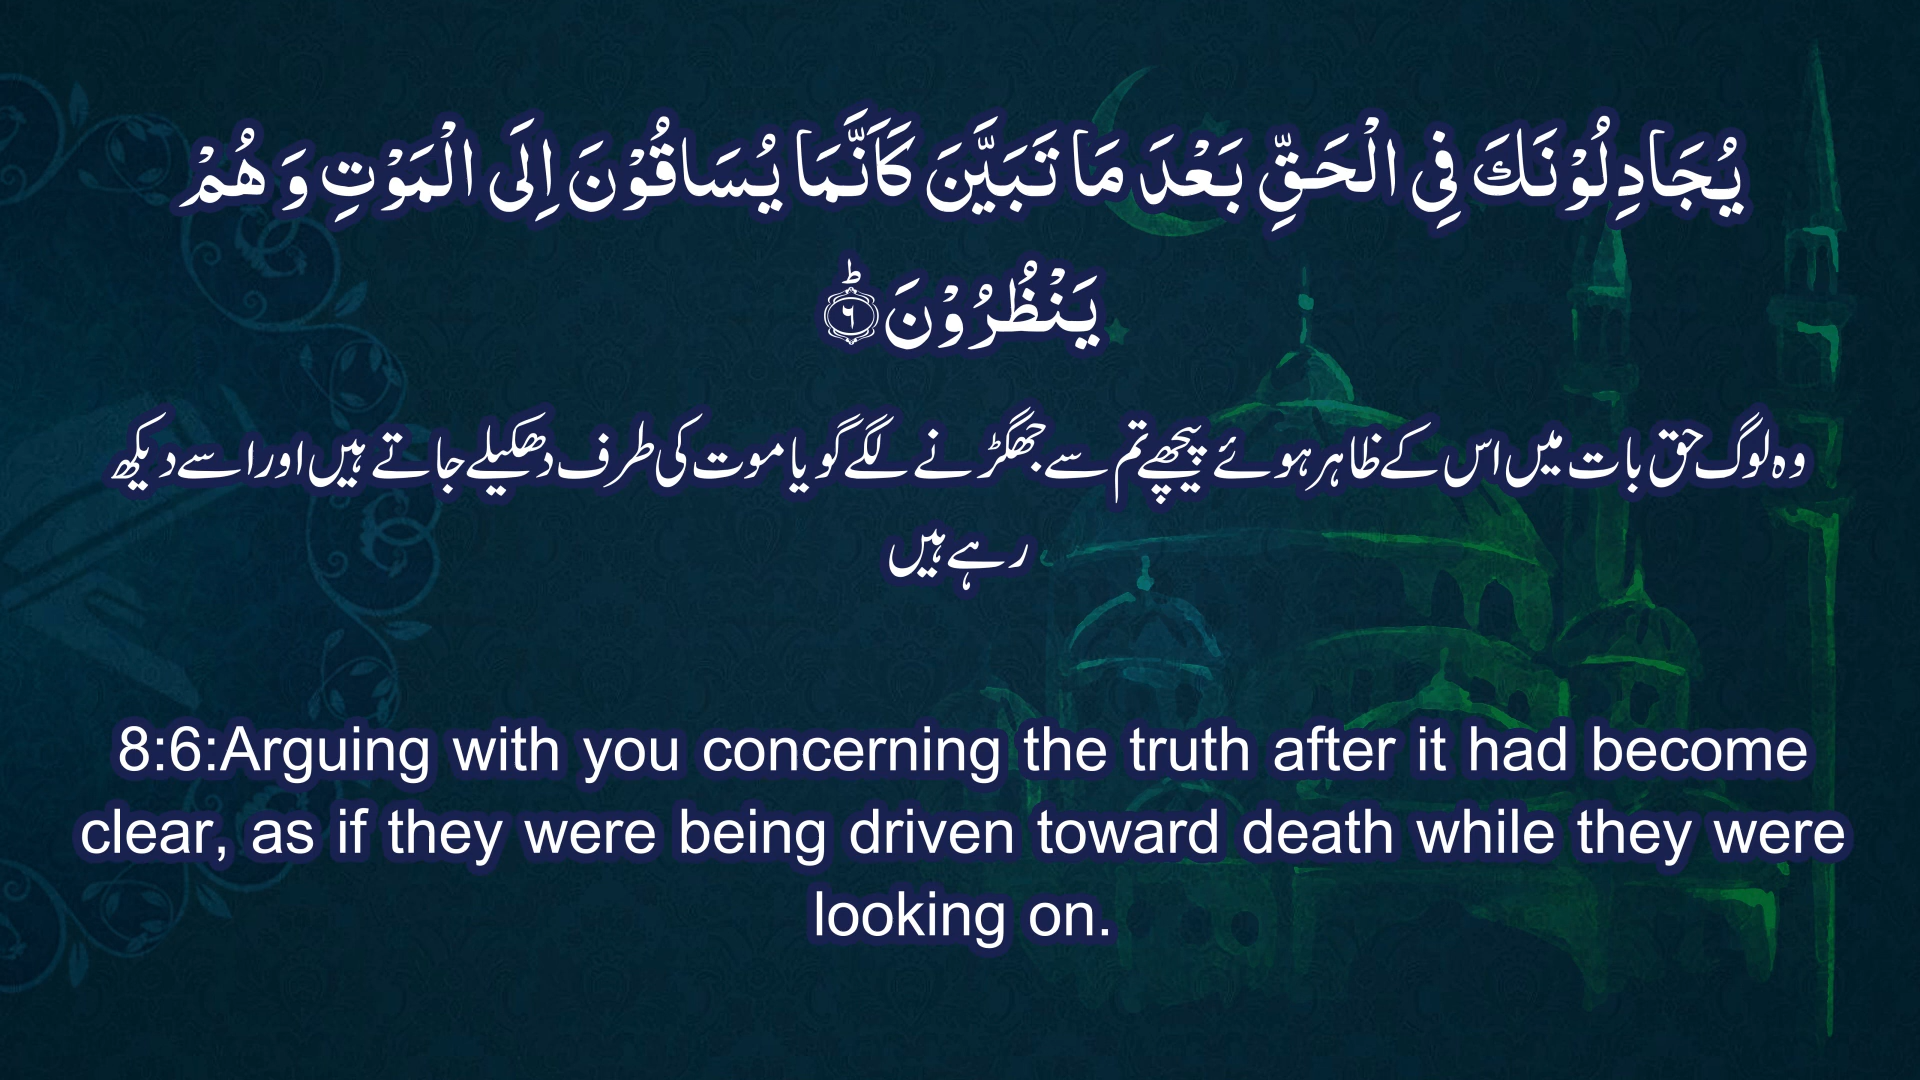 يُجَادِلُوْنَكَ فِى الْحَقِّ بَعْدَ مَا تَبَيَّنَ كَاَنَّمَا يُسَاقُوْنَ اِلَى الْمَوْتِ وَ هُمْ
يَنْظُرُوْنَؕ ۝۶
وہ لوگ حق بات میں اس کے ظاہر ہوئے پیچھے تم سے جھگڑنے لگے گویا موت کی طرف دھکیلے جاتے ہیں اور اسے دیکھ
رہے ہیں
8:6:Arguing with you concerning the truth after it had become
clear, as if they were being driven toward death while they were
looking on.